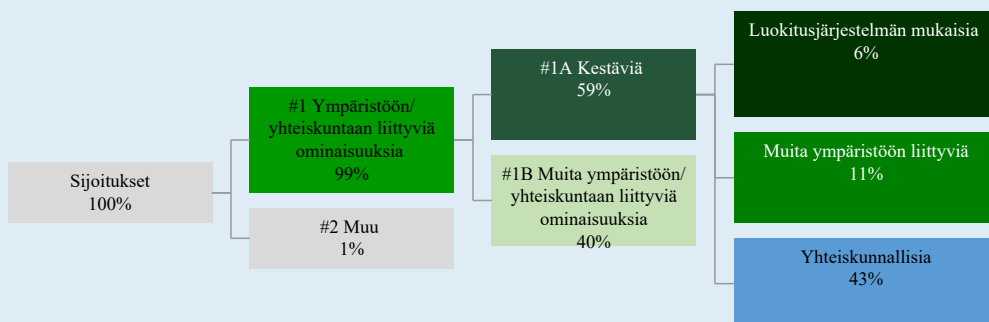 Sijoitukset
100%
#1 Ympäristöön/
yhteiskuntaan liittyviä
ominaisuuksia
99%
#2 Muu
1%
#1A Kestäviä
59%
#1B Muita ympäristöön/
yhteiskuntaan liittyviä
ominaisuuksia
40%
Luokitusjärjestelmän mukaisia
6%
Muita ympäristöön liittyviä
11%
Yhteiskunnallisia
43%